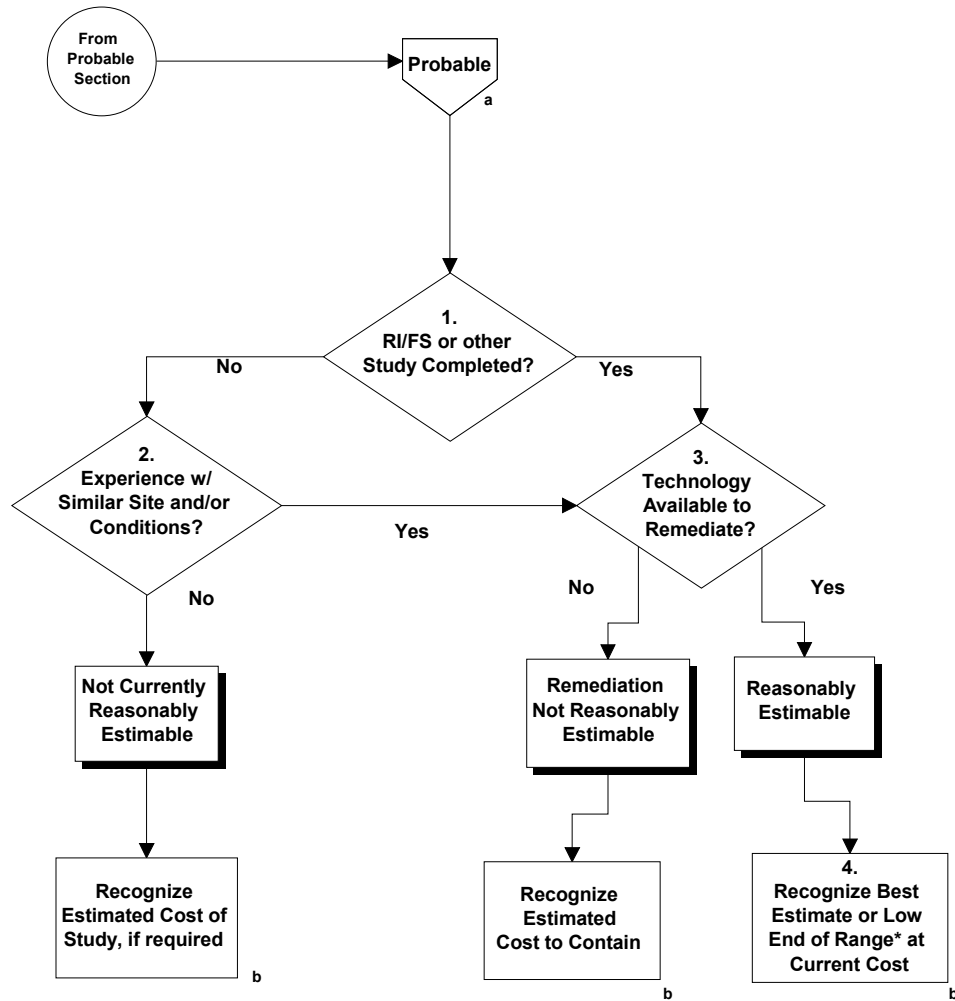 From
Probable
Section
Probable
a
1.
RI/FS or other
Study Completed?
No
Yes
2.
Experience w/
Similar Site and/or
Conditions?
Yes
3.
Technology
Available to
Remediate?
No
No
Yes
Not Currently
Reasonably
Estimable
Remediation
Not Reasonably
Estimable
Reasonably
Estimable
Recognize
Estimated Cost of
Study, if required
b
Recognize
Estimated
Cost to Contain
b
4.
Recognize Best
Estimate or Low
End of Range* at
Current Cost
b